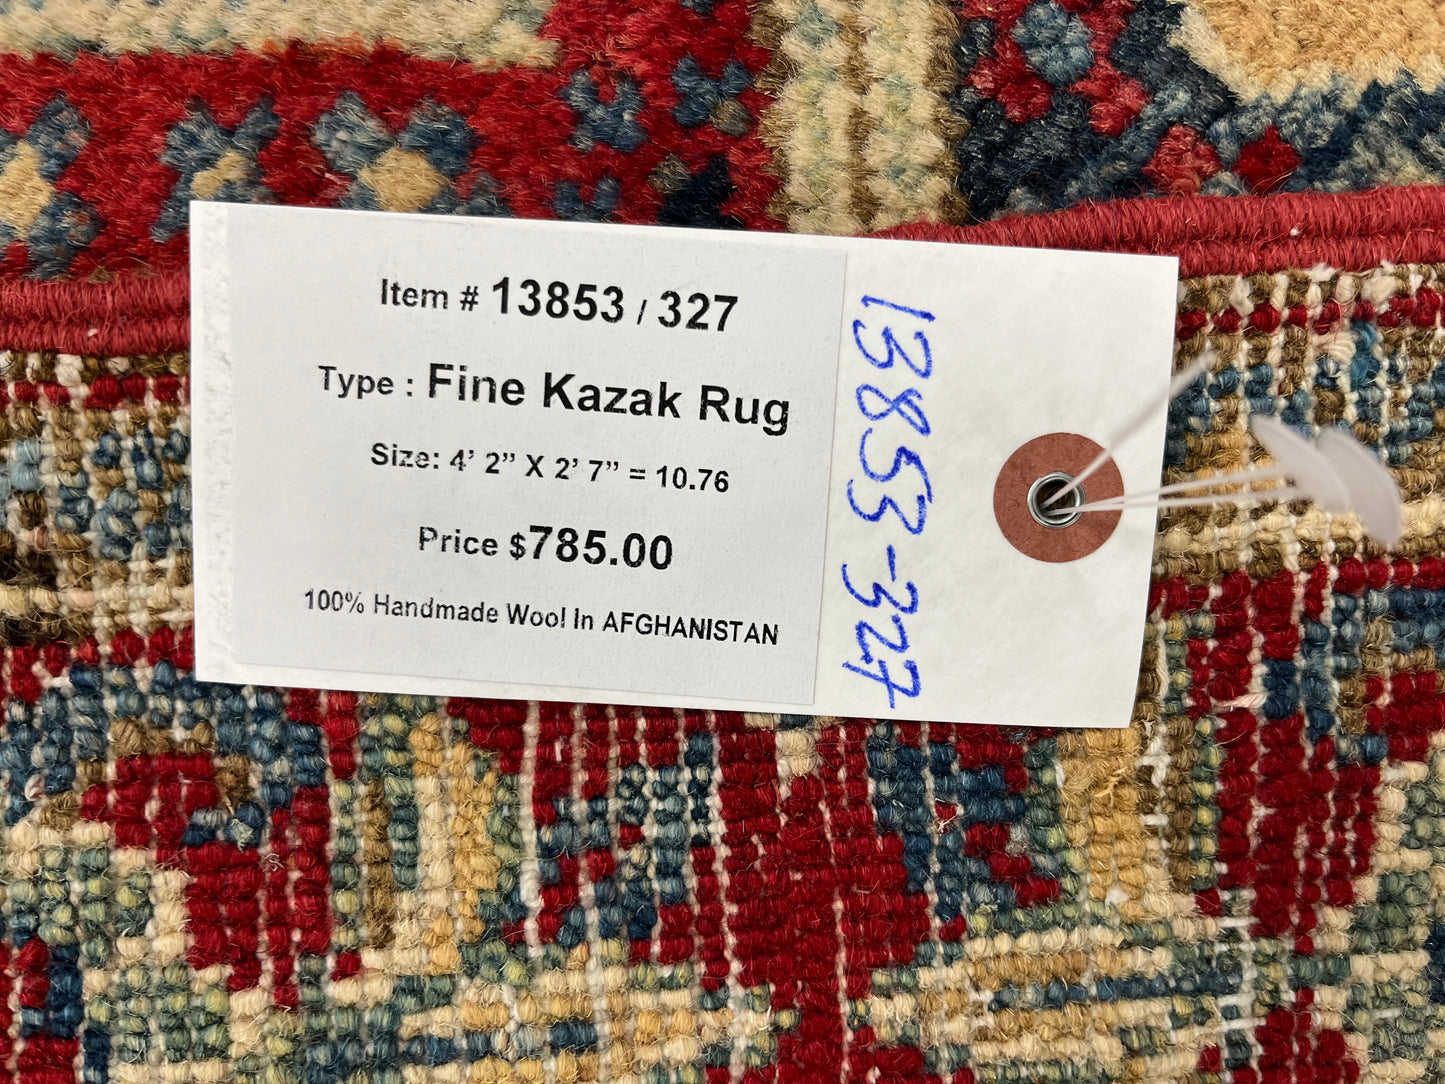 Item # 13853 / 327
Type : Fine Kazak Rug
Size: 4’ 2” X 2’ 7” = 10.76
Price $785.00
100% Handmade Wool In AFGHANISTAN
13853-327